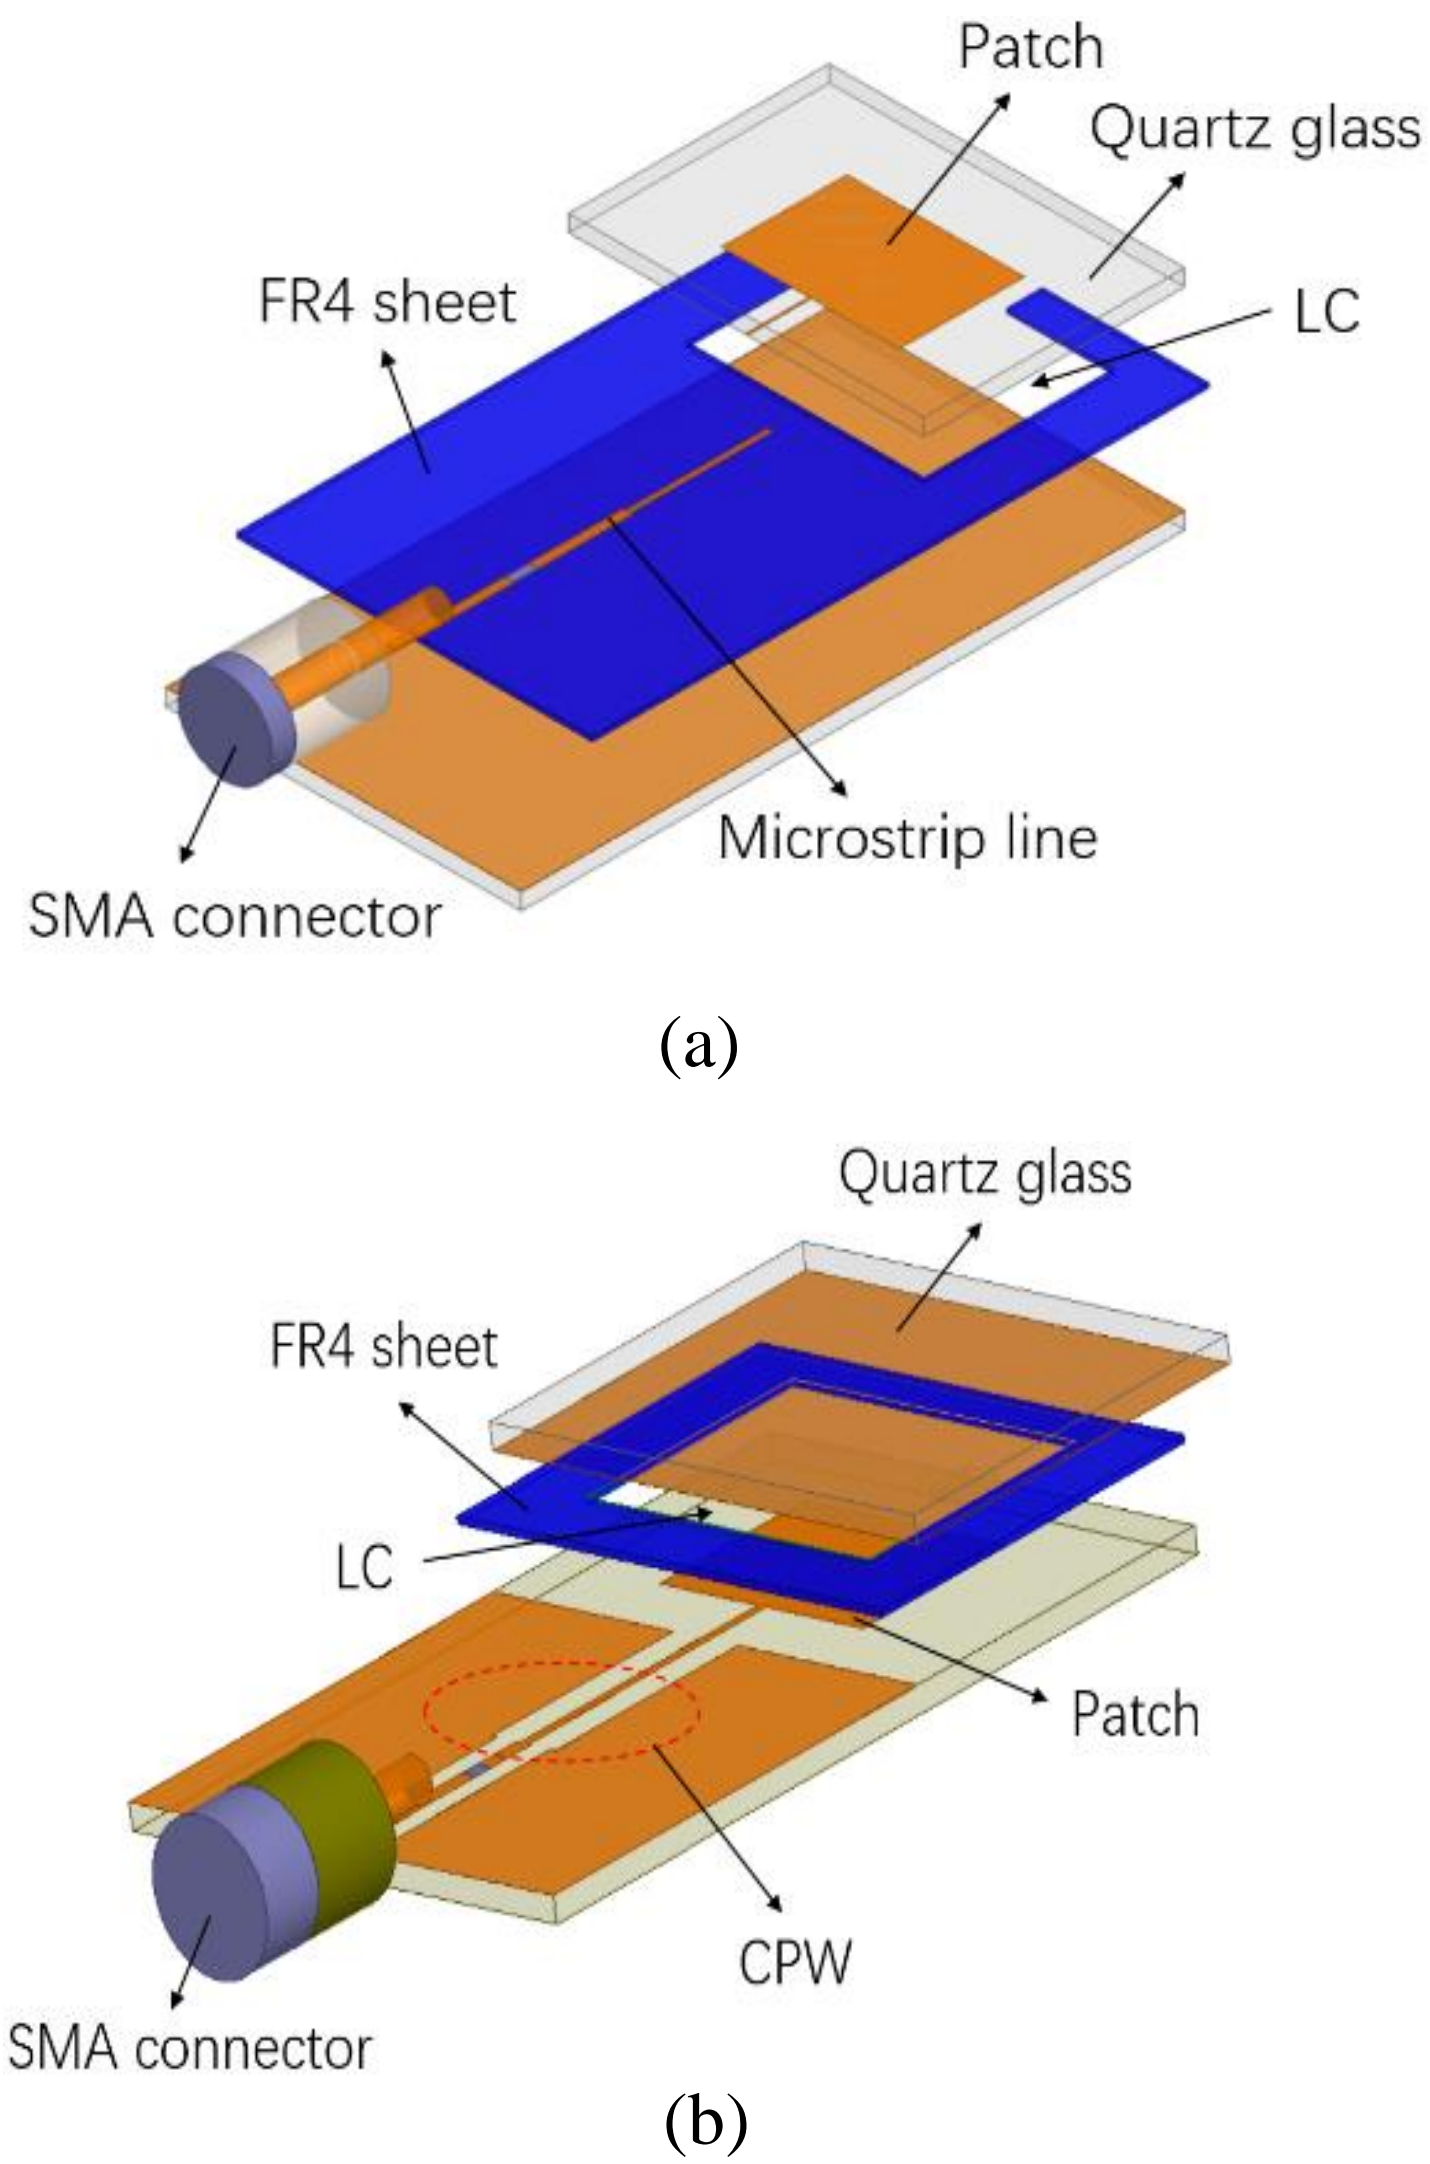 Patch
Quartz glass
FR4 sheet
LC
Microstrip line
SMA connector
(a)
Quartz glass
FR4 sheet
LC
Patch
CPW
SMA connector
(b)